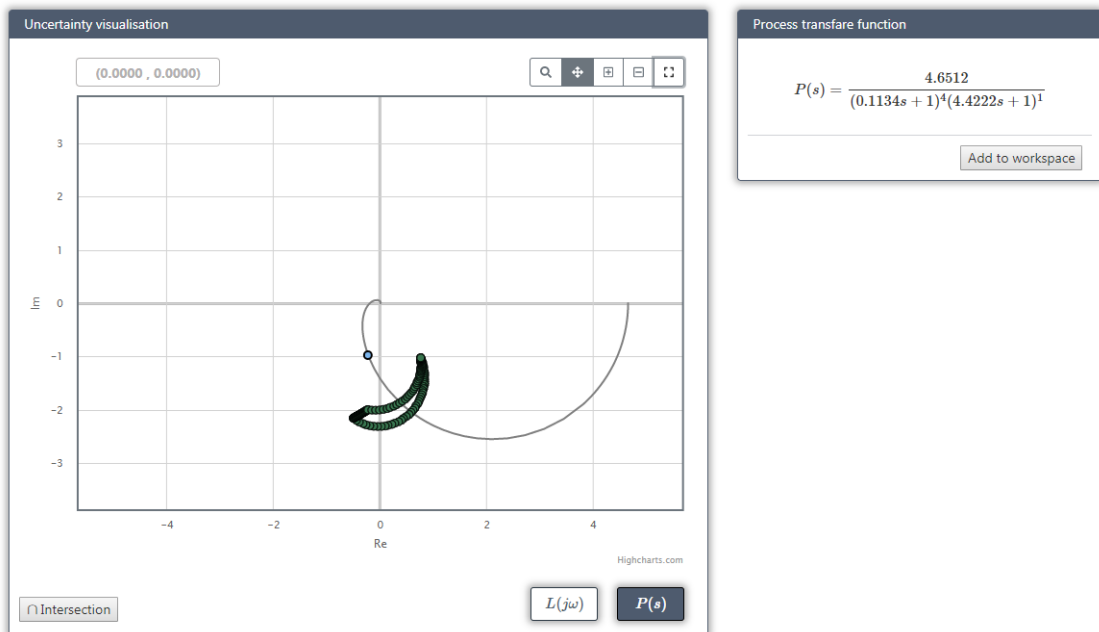 Uncertainty visualisation
(0.0000 , 0.0000)
3
2
1
0
−1
−2
−3
Im
−4
−2
0
2
4
Re
Highcharts.com
∩ Intersection
L(jω)
P(s)
Process transfare function
P(s) = 4.6512 / (0.1134s + 1)⁴(4.4222s + 1)¹
Add to workspace